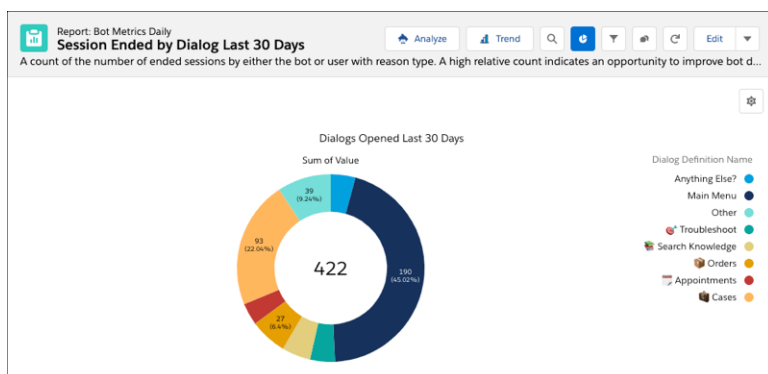 Report: Bot Metrics Daily
Session Ended by Dialog Last 30 Days
Analyze
Trend
Edit
A count of the number of ended sessions by either the bot or user with reason type. A high relative count indicates an opportunity to improve bot d...
Dialogs Opened Last 30 Days
Sum of Value
39
(9.24%)
93
(22.04%)
422
190
(45.02%)
27
(6.4%)
Dialog Definition Name
Anything Else?
Main Menu
Other
Troubleshoot
Search Knowledge
Orders
Appointments
Cases